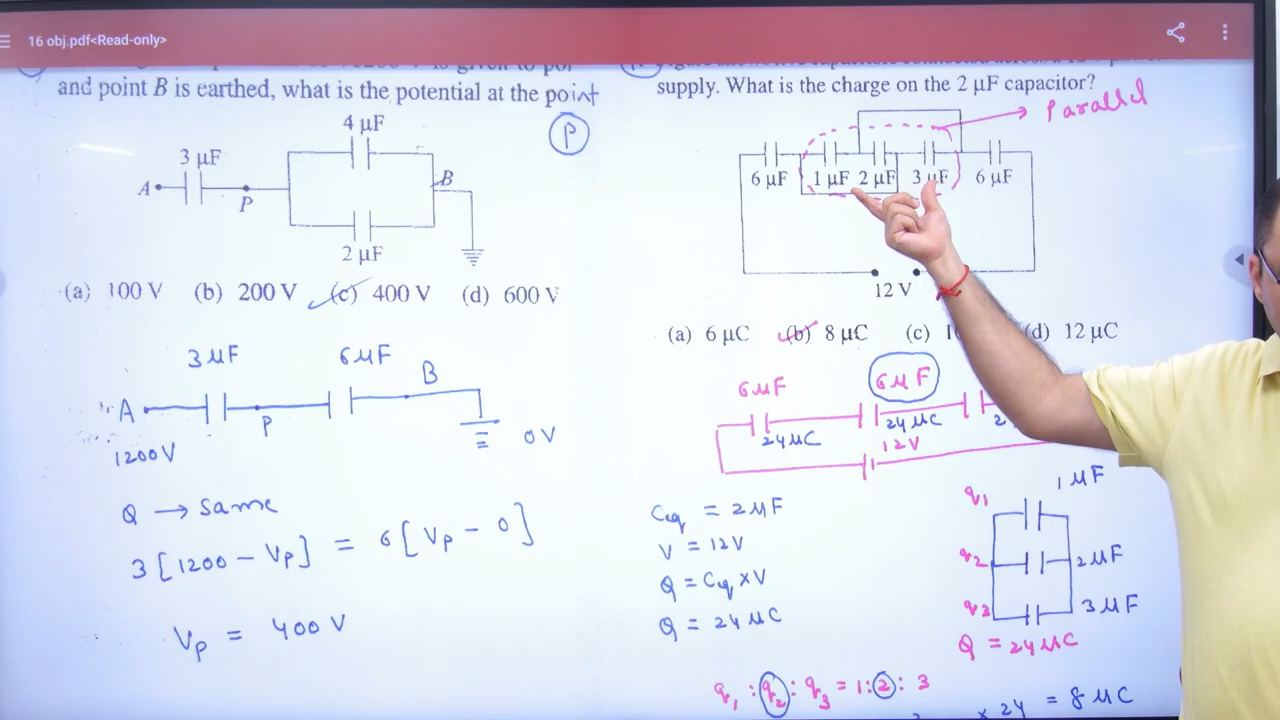 16 obj.pdf<Read-only>
and point B is earthed, what is the potential at the point
P
4 μF
3 μF
A
P
B
2 μF
(a) 100 V (b) 200 V (c) 400 V (d) 600 V
3 μF 6 μF
A P B
1200 V 0 V
Q → Same
3 [1200 - Vp] = 6 [Vp - 0]
Vp = 400 V
supply. What is the charge on the 2 μF capacitor?
Parallel
6 μF 1 μF 2 μF 3 μF 6 μF
12 V
(a) 6 μC (b) 8 μC (c) 1 (d) 12 μC
6 μF 6 μF
24 μC 24 μC 2
12 V
Ceq = 2 μF
V = 12 V
Q = Ceq × V
Q = 24 μC
q1 1 μF
q2 2 μF
q3 3 μF
Q = 24 μC
q1 : q2 : q3 = 1 : 2 : 3
× 24 = 8 μC